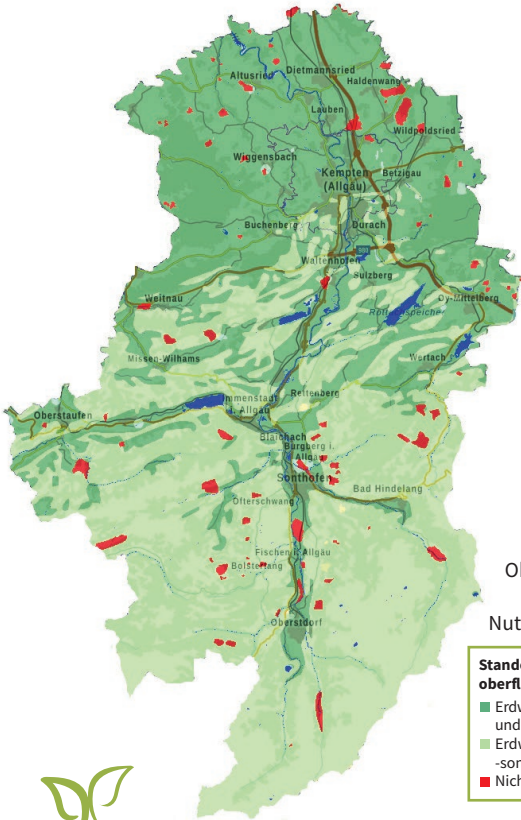 Altusried
Dietmannsried
Haldenwang
Lauben
Wildpoldsried
Wiggensbach
Kempten
(Allgäu)
Betzigau
Buchenberg
Durach
Waltenhofen
Sulzberg
Weitnau
Oy-Mittelberg
Rottachspeicher
Missen-Wilhams
Wertach
Immenstadt
i. Allgäu
Rettenberg
Oberstaufen
Blaichach
Burgberg i.
Allgäu
Sonthofen
Bad Hindelang
Ofterschwang
Fischen i. Allgäu
Bolsterlang
Oberstdorf
Nut
Stand
oberfl
Erdw
und
Erdw
-son
Nich